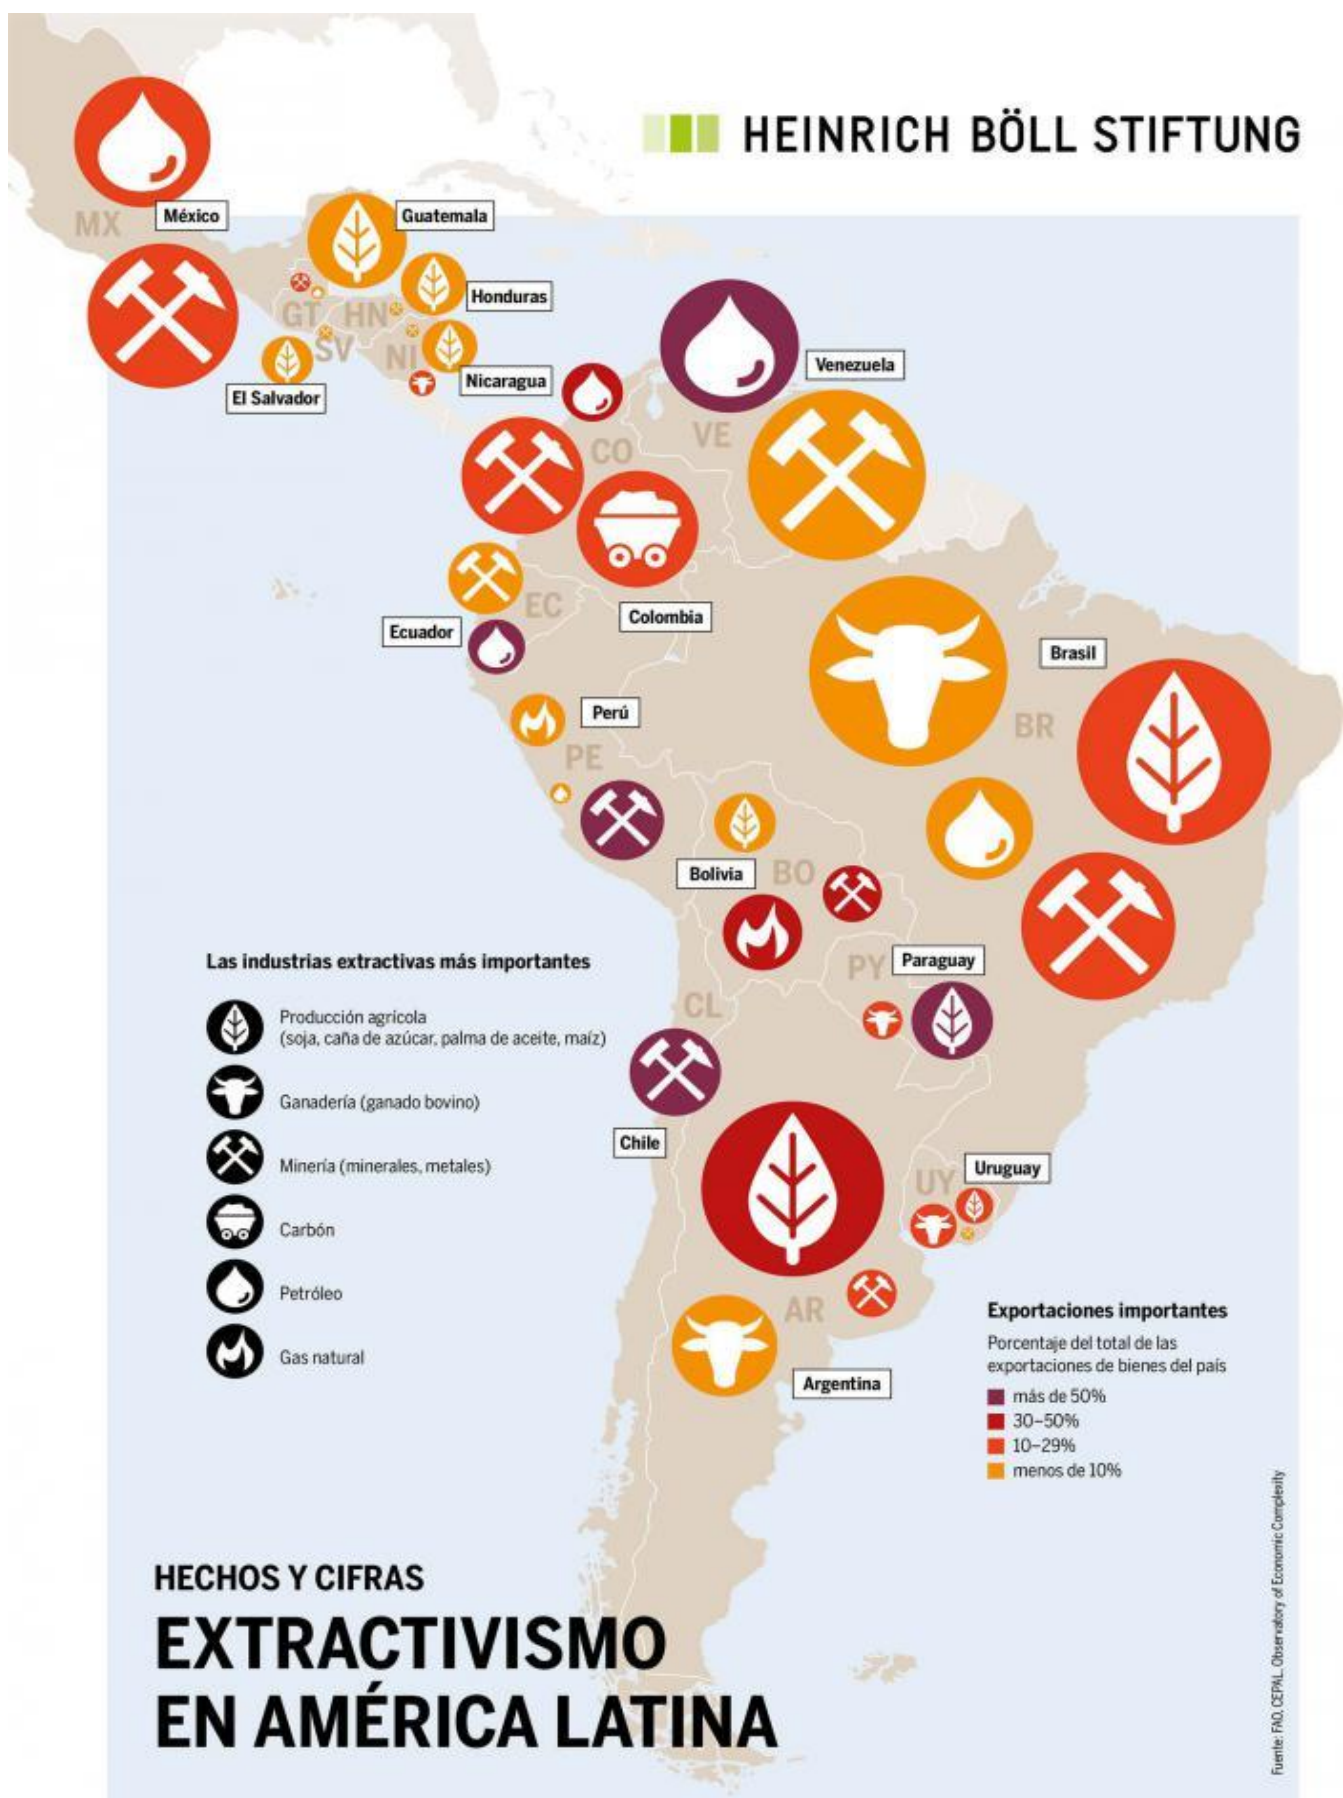 HEINRICH BÖLL STIFTUNG
MX
México
Guatemala
Honduras
GT
HN
SV
NI
Nicaragua
El Salvador
Venezuela
VE
CO
EC
Colombia
Ecuador
Brasil
BR
Perú
PE
Bolivia
BO
Paraguay
PY
CL
Chile
Uruguay
UY
AR
Argentina
Las industrias extractivas más importantes
Producción agrícola
(soja, caña de azúcar, palma de aceite, maíz)
Ganadería (ganado bovino)
Minería (minerales, metales)
Carbón
Petróleo
Gas natural
Exportaciones importantes
Porcentaje del total de las
exportaciones de bienes del país
más de 50%
30–50%
10–29%
menos de 10%
HECHOS Y CIFRAS
EXTRACTIVISMO
EN AMÉRICA LATINA
Fuente: FAO, CEPAL, Observatory of Economic Complexity